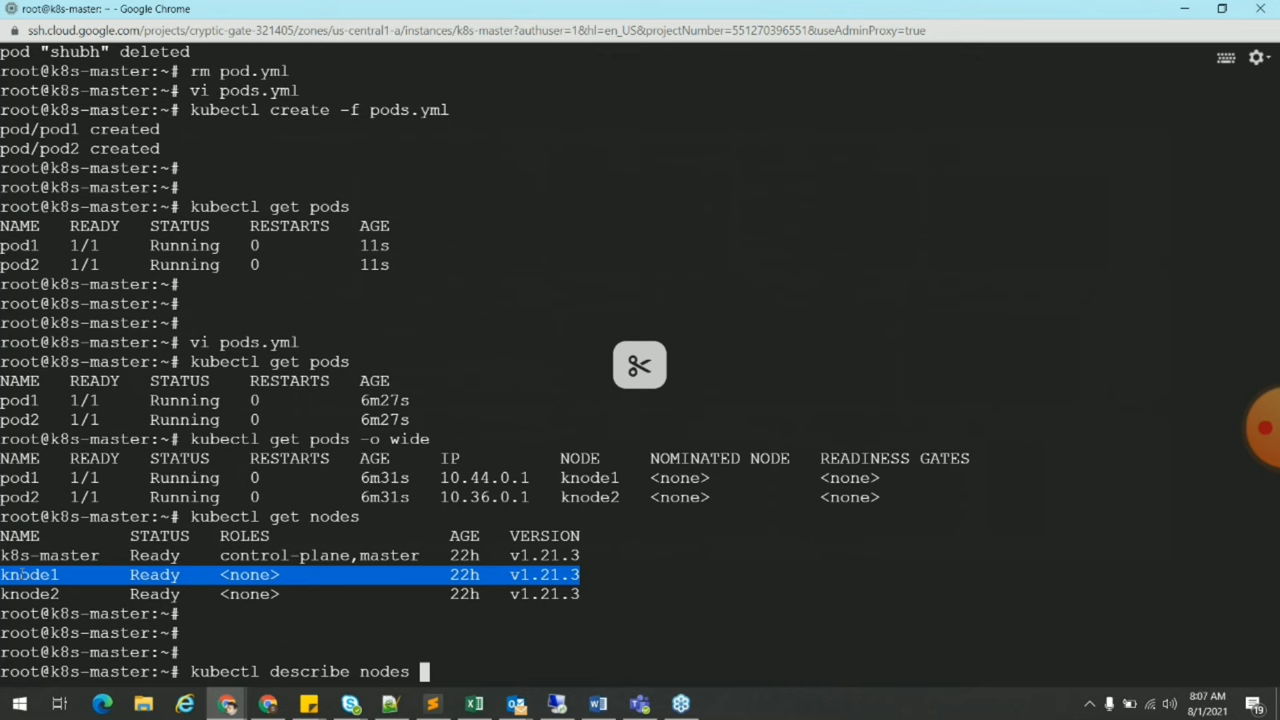 root@k8s-master: ~ - Google Chrome
ssh.cloud.google.com/projects/cryptic-gate-321405/zones/us-central1-a/instances/k8s-master?authuser=1&hl=en_US&projectNumber=551270396551&useAdminProxy=true
pod "shubh" deleted
root@k8s-master:~# rm pod.yml
root@k8s-master:~# vi pods.yml
root@k8s-master:~# kubectl create -f pods.yml
pod/pod1 created
pod/pod2 created
root@k8s-master:~#
root@k8s-master:~#
root@k8s-master:~# kubectl get pods
NAME READY STATUS RESTARTS AGE
pod1 1/1 Running 0 11s
pod2 1/1 Running 0 11s
root@k8s-master:~#
root@k8s-master:~#
root@k8s-master:~#
root@k8s-master:~# vi pods.yml
root@k8s-master:~# kubectl get pods
NAME READY STATUS RESTARTS AGE
pod1 1/1 Running 0 6m27s
pod2 1/1 Running 0 6m27s
root@k8s-master:~# kubectl get pods -o wide
NAME READY STATUS RESTARTS AGE IP NODE NOMINATED NODE READINESS GATES
pod1 1/1 Running 0 6m31s 10.44.0.1 knode1 <none> <none>
pod2 1/1 Running 0 6m31s 10.36.0.1 knode2 <none> <none>
root@k8s-master:~# kubectl get nodes
NAME STATUS ROLES AGE VERSION
k8s-master Ready control-plane,master 22h v1.21.3
knode1 Ready <none> 22h v1.21.3
knode2 Ready <none> 22h v1.21.3
root@k8s-master:~#
root@k8s-master:~#
root@k8s-master:~#
root@k8s-master:~# kubectl describe nodes
8:07 AM
8/1/2021
19